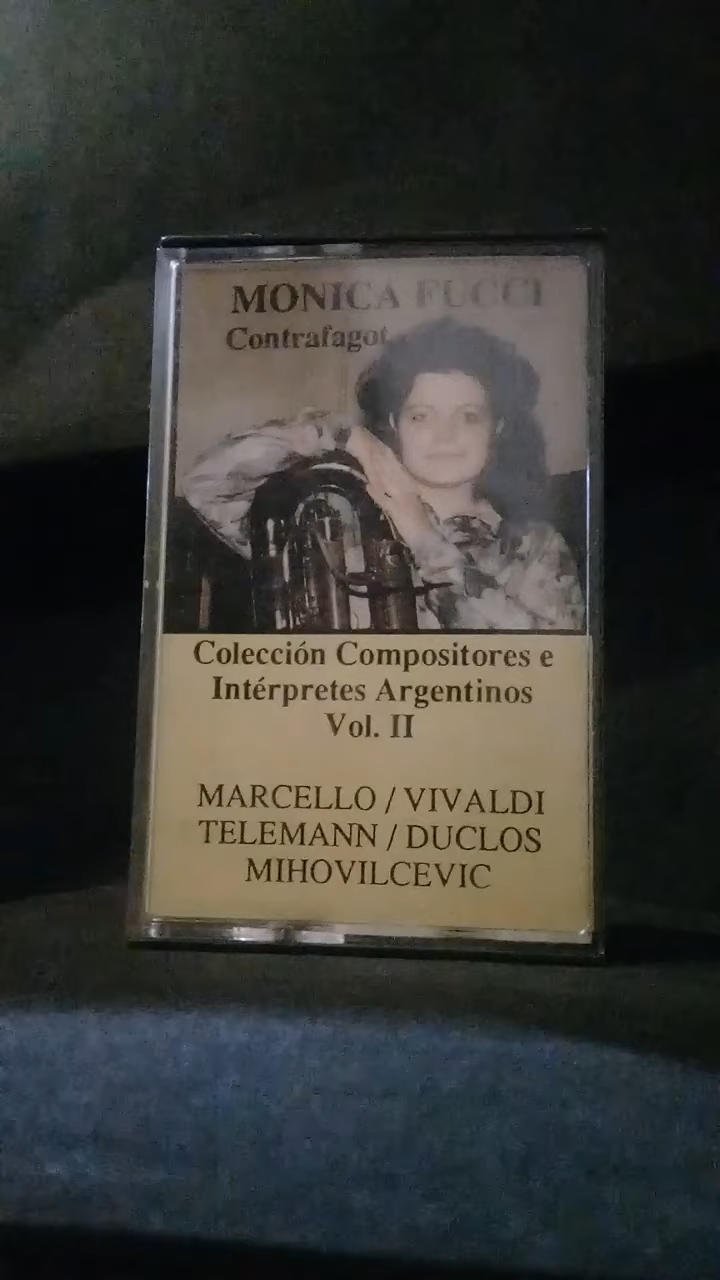 MONICA FUCCI
Contrafagot
Colección Compositores e
Intérpretes Argentinos
Vol. II
MARCELLO / VIVALDI
TELEMANN / DUCLOS
MIHOVILCEVIC